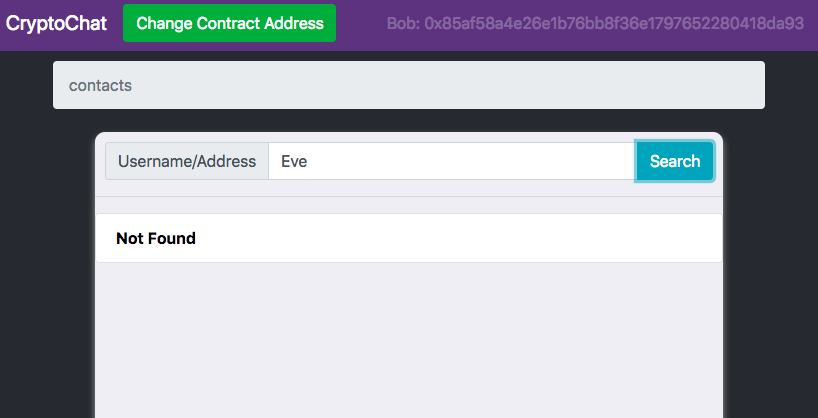 CryptoChat Change Contract Address Bob: 0x85af58a4e26e1b76bb8f36e1797652280418da93
contacts
Username/Address Eve Search
Not Found